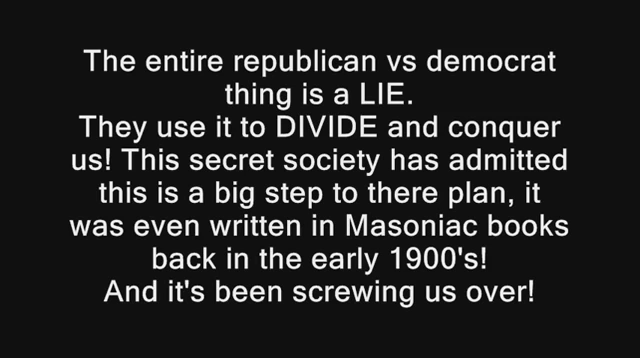 The entire republican vs democrat
thing is a LIE.
They use it to DIVIDE and conquer
us! This secret society has admitted
this is a big step to there plan, it
was even written in Masoniac books
back in the early 1900's!
And it's been screwing us over!